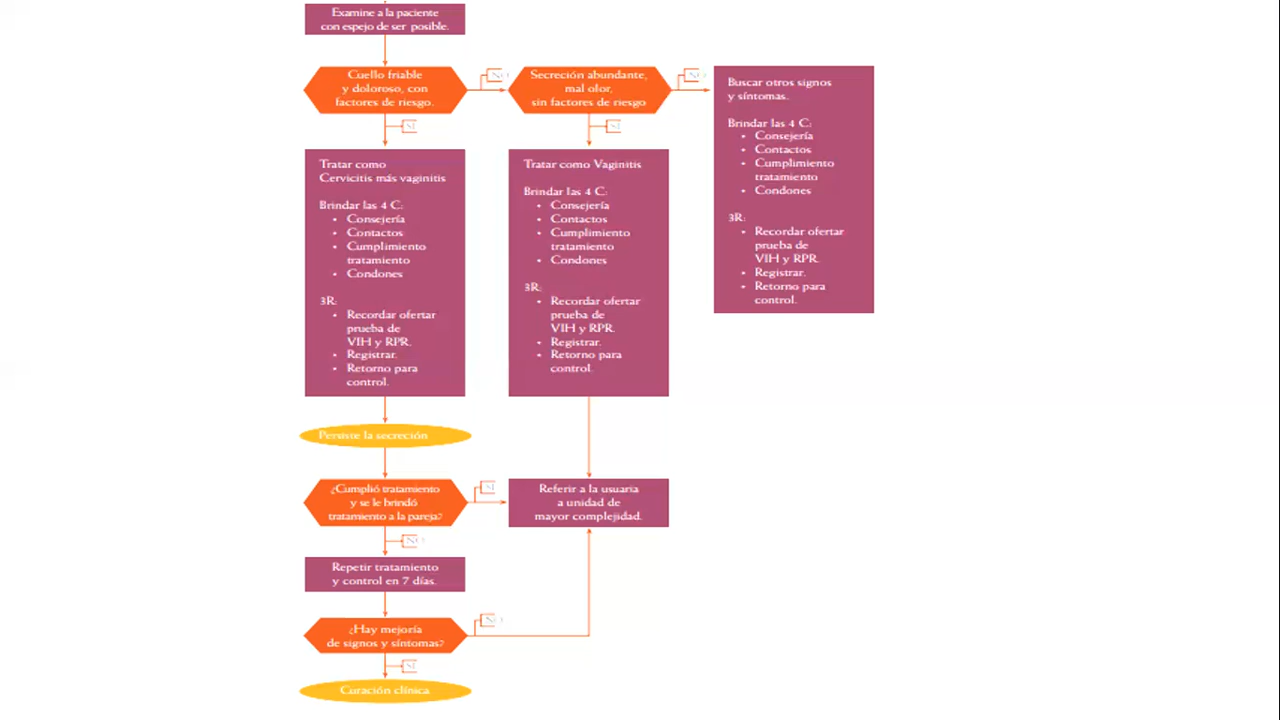 Examine a la paciente
con espejo de ser posible.
Cuello friable
y doloroso, con
factores de riesgo.
NO
Secreción abundante,
mal olor,
sin factores de riesgo
NO
Buscar otros signos
y síntomas.
Brindar las 4 C:
• Consejería
• Contactos
• Cumplimiento
tratamiento
• Condones
3R:
• Recordar ofertar
prueba de
VIH y RPR.
• Registrar.
• Retorno para
control.
SI
SI
Tratar como
Cervicitis más vaginitis
Brindar las 4 C:
• Consejería
• Contactos
• Cumplimiento
tratamiento
• Condones
3R:
• Recordar ofertar
prueba de
VIH y RPR.
• Registrar.
• Retorno para
control.
Tratar como Vaginitis
Brindar las 4 C:
• Consejería
• Contactos
• Cumplimiento
tratamiento
• Condones
3R:
• Recordar ofertar
prueba de
VIH y RPR.
• Registrar.
• Retorno para
control.
Persiste la secreción
¿Cumplió tratamiento
y se le brindó
tratamiento a la pareja?
SI
Referir a la usuaria
a unidad de
mayor complejidad.
NO
Repetir tratamiento
y control en 7 días.
¿Hay mejoría
de signos y síntomas?
NO
SI
Curación clínica